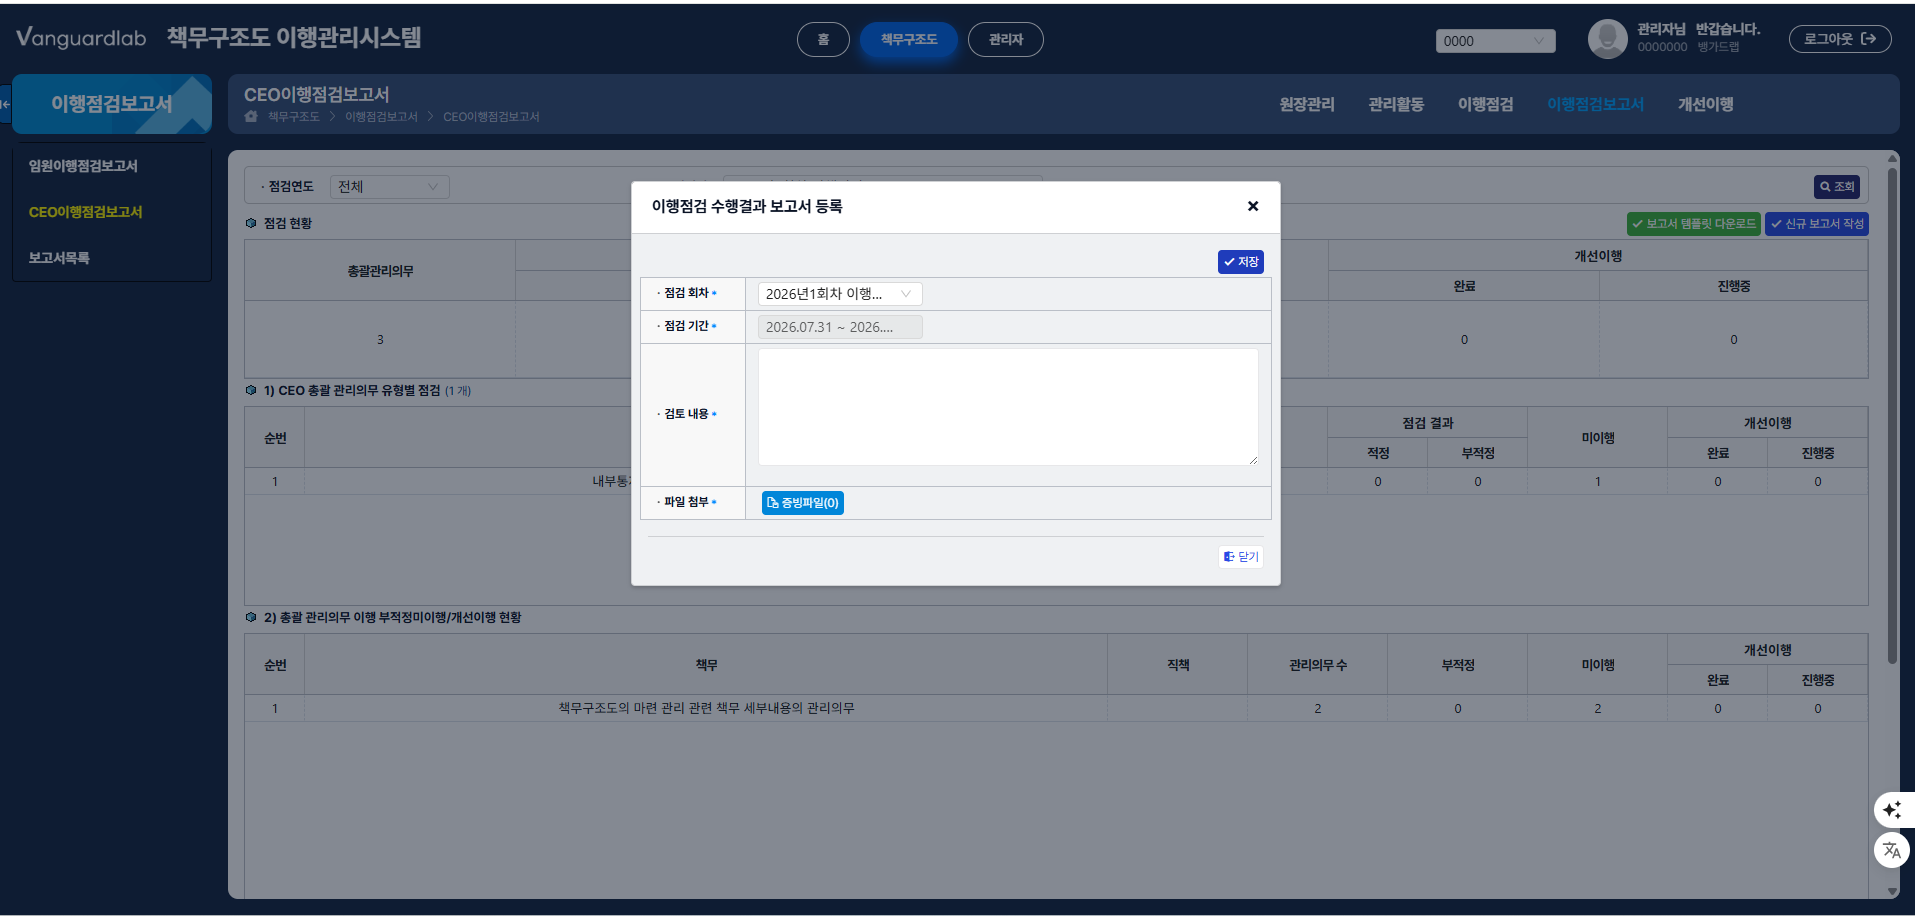 Vanguardlab 책무구조도 이행관리시스템
홈
책무구조도
관리자
0000
관리자님 반갑습니다.
0000000 뱅가드랩
로그아웃
이행점검보고서
CEO이행점검보고서
책무구조도 > 이행점검보고서 > CEO이행점검보고서
원장관리 관리활동 이행점검 이행점검보고서 개선이행
임원이행점검보고서
CEO이행점검보고서
보고서목록
· 점검연도 전체
조회
점검 현황
보고서 템플릿 다운로드
신규 보고서 작성
총괄관리의무 개선이행
완료 진행중
3 0 0
이행점검 수행결과 보고서 등록
저장
· 점검 회차 * 2026년1회차 이행...
· 점검 기간 * 2026.07.31 ~ 2026....
· 검토 내용 *
· 파일 첨부 * 증빙파일(0)
닫기
1) CEO 총괄 관리의무 유형별 점검 (1 개)
순번 점검 결과 미이행 개선이행
적정 부적정 완료 진행중
1 내부통 0 0 1 0 0
2) 총괄 관리의무 이행 부적정미이행/개선이행 현황
순번 책무 직책 관리의무 수 부적정 미이행 개선이행
완료 진행중
1 책무구조도의 마련 관리 관련 책무 세부내용의 관리의무 2 0 2 0 0